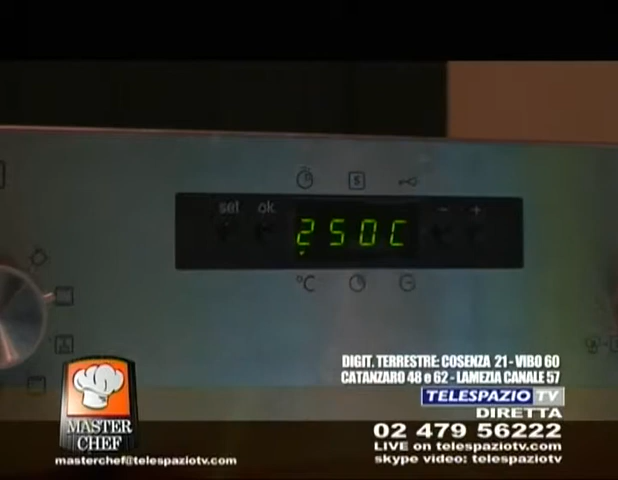 S
set ok - +
250C
°C
DIGIT. TERRESTRE: COSENZA 21 - VIBO 60
CATANZARO 48 e 62 - LAMEZIA CANALE 57
TELESPAZIO TV
DIRETTA
02 479 56222
LIVE on telespaziotv.com
skype video: telespaziotv
MASTER
CHEF
masterchef@telespaziotv.com